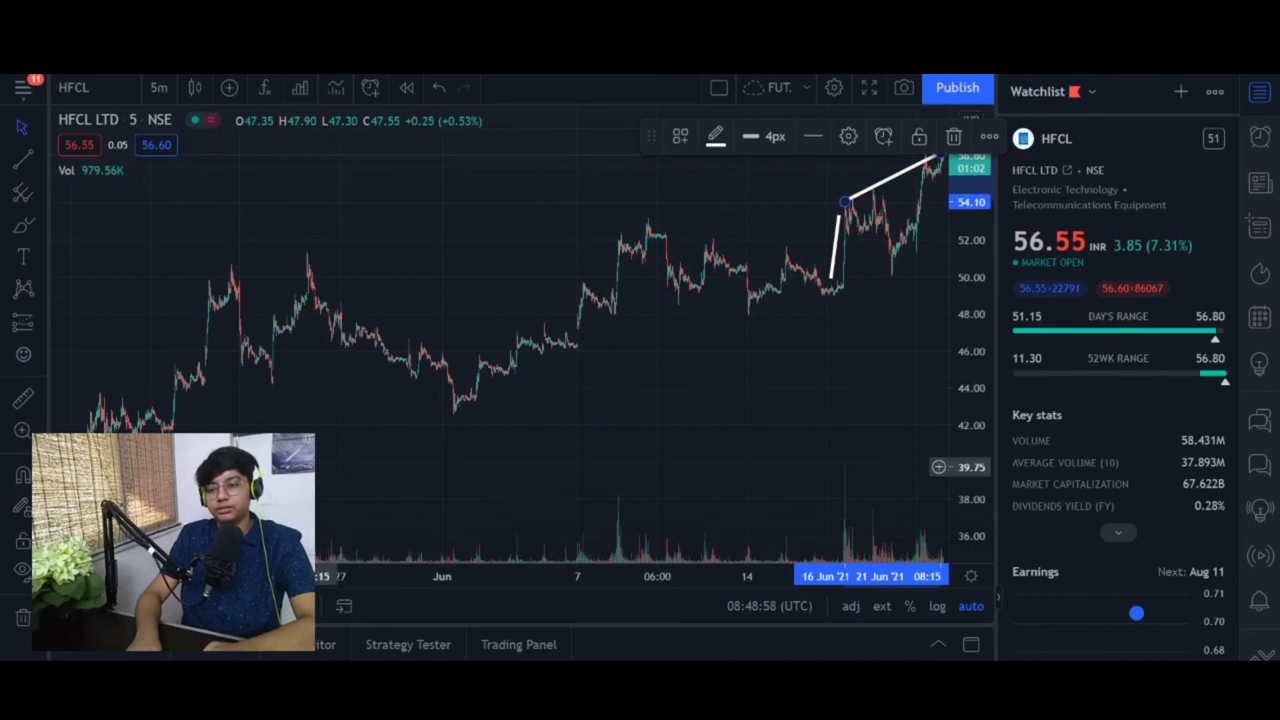 11
HFCL 5m FUT. Publish
HFCL LTD · 5 · NSE O47.35 H47.90 L47.30 C47.55 +0.25 (+0.53%)
56.55 0.05 56.60
Vol 979.56K
4px
56.80
01:02
54.10
52.00
50.00
48.00
46.00
44.00
42.00
39.75
38.00
36.00
:15 27 Jun 7 06:00 14 16 Jun '21 21 Jun '21 08:15
08:48:58 (UTC) adj ext % log auto
Strategy Tester Trading Panel
Watchlist
HFCL 51
HFCL LTD · NSE
Electronic Technology •
Telecommunications Equipment
56.55 INR 3.85 (7.31%)
MARKET OPEN
56.55×22791 56.60×86067
51.15 DAY'S RANGE 56.80
11.30 52WK RANGE 56.80
Key stats
VOLUME 58.431M
AVERAGE VOLUME (10) 37.893M
MARKET CAPITALIZATION 67.622B
DIVIDENDS YIELD (FY) 0.28%
Earnings Next: Aug 11
0.71
0.70
0.68